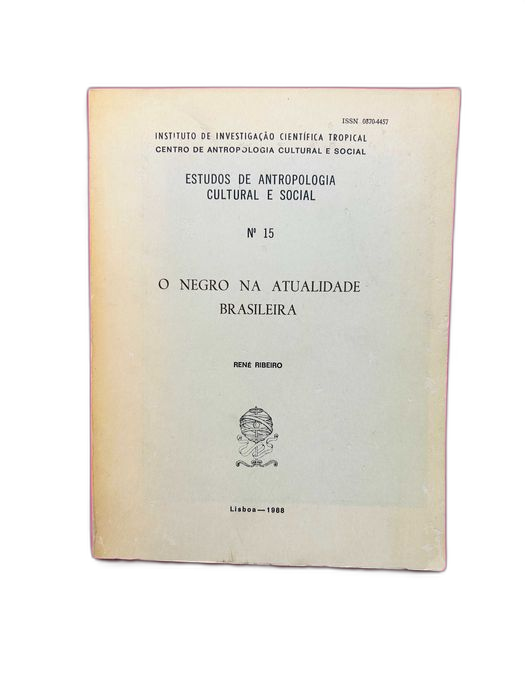 ISSN 0870-4457
INSTITUTO DE INVESTIGAÇÃO CIENTÍFICA TROPICAL
CENTRO DE ANTROPOLOGIA CULTURAL E SOCIAL
ESTUDOS DE ANTROPOLOGIA
CULTURAL E SOCIAL
Nº 15
O NEGRO NA ATUALIDADE
BRASILEIRA
RENÉ RIBEIRO
Lisboa—1988